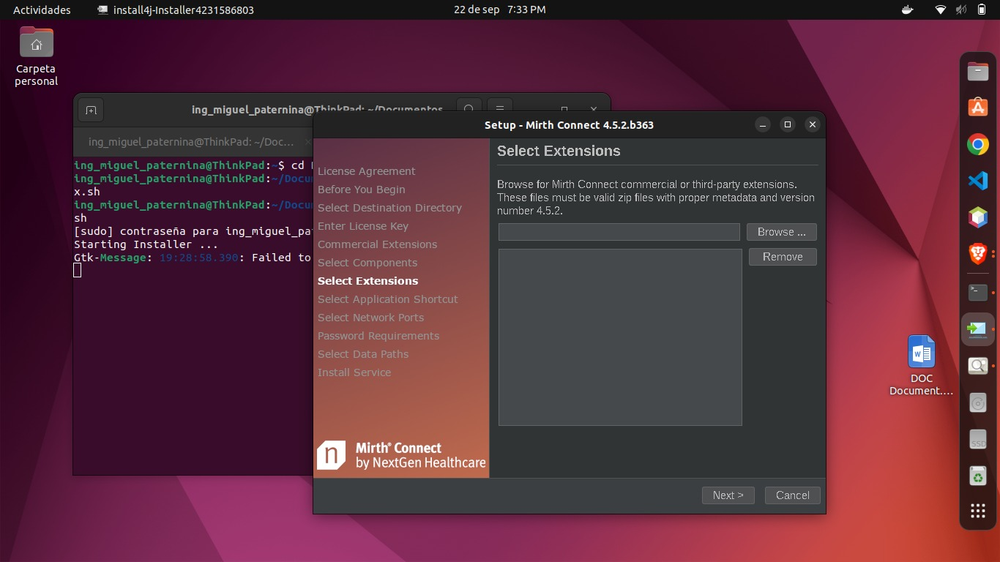 Actividades
install4j-Installer4231586803
22 de sep 7:33 PM
Carpeta
personal
ing_miguel_paternina@ThinkPad: ~/Documentos
ing_miguel_paternina@ThinkPad: ~/Doc...
ing_miguel_paternina@ThinkPad:~$ cd
ing_miguel_paternina@ThinkPad:~/Docu
x.sh
ing_miguel_paternina@ThinkPad:~/Docu
sh
[sudo] contraseña para ing_miguel_pa
Starting Installer ...
Gtk-Message: 19:28:58.390: Failed to
Setup - Mirth Connect 4.5.2.b363
License Agreement
Before You Begin
Select Destination Directory
Enter License Key
Commercial Extensions
Select Components
Select Extensions
Select Application Shortcut
Select Network Ports
Password Requirements
Select Data Paths
Install Service
n
Mirth® Connect
by NextGen Healthcare
Select Extensions
Browse for Mirth Connect commercial or third-party extensions.
These files must be valid zip files with proper metadata and version
number 4.5.2.
Browse ...
Remove
Next >
Cancel
W
DOC
Document....
SSD